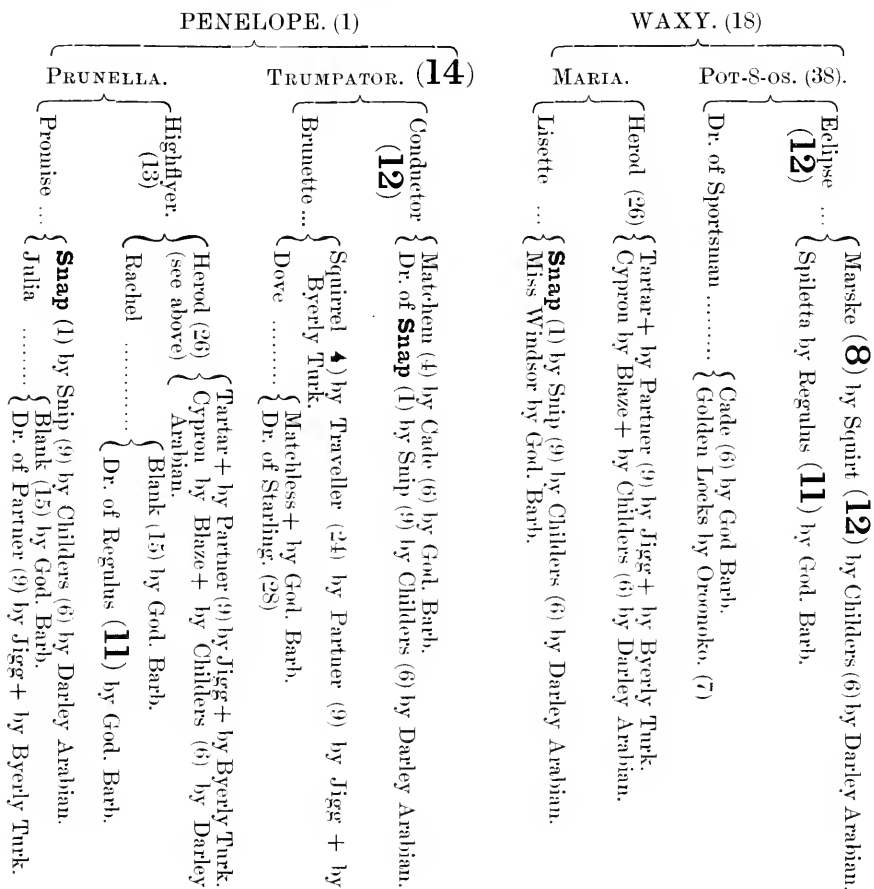 PENELOPE. (1)
WAXY. (18)
PRUNELLA.
TRUMPATOR. (14)
MARIA.
POT-8-OS. (38).
Eclipse ...
(12)
Marske (8) by Squirt (12) by Childers (6) by Darley Arabian.
Spiletta by Regulus (11) by God. Barb.
Dr. of Sportsman ........
Cade (6) by God Barb.
Golden Locks by Oroonoko. (7)
Herod (26)
Tartar+ by Partner (9) by Jigg+ by Byerly Turk.
Cypron by Blaze+ by Childers (6) by Darley Arabian.
Lisette ...
Snap (1) by Snip (9) by Childers (6) by Darley Arabian.
Miss Windsor by God. Barb.
Conductor
(12)
Matchem (4) by Cade (6) by God. Barb.
Dr. of Snap (1) by Snip (9) by Childers (6) by Darley Arabian.
Brunette ...
Squirrel 4) by Traveller (24) by Partner (9) by Jigg + by
Byerly Turk.
Dove .........
Matchless+ by God. Barb.
Dr. of Starling. (28)
Highflyer.
(13)
Herod (26)
(see above)
Tartar+ by Partner (9) by Jigg+ by Byerly Turk.
Cypron by Blaze+ by Childers (6) by Darley
Arabian.
Rachel ............
Blank (15) by God. Barb.
Dr. of Regulus (11) by God. Barb.
Promise ...
Snap (1) by Snip (9) by Childers (6) by Darley Arabian.
Julia ........
Blank (15) by God. Barb.
Dr. of Partner (9) by Jigg+ by Byerly Turk.